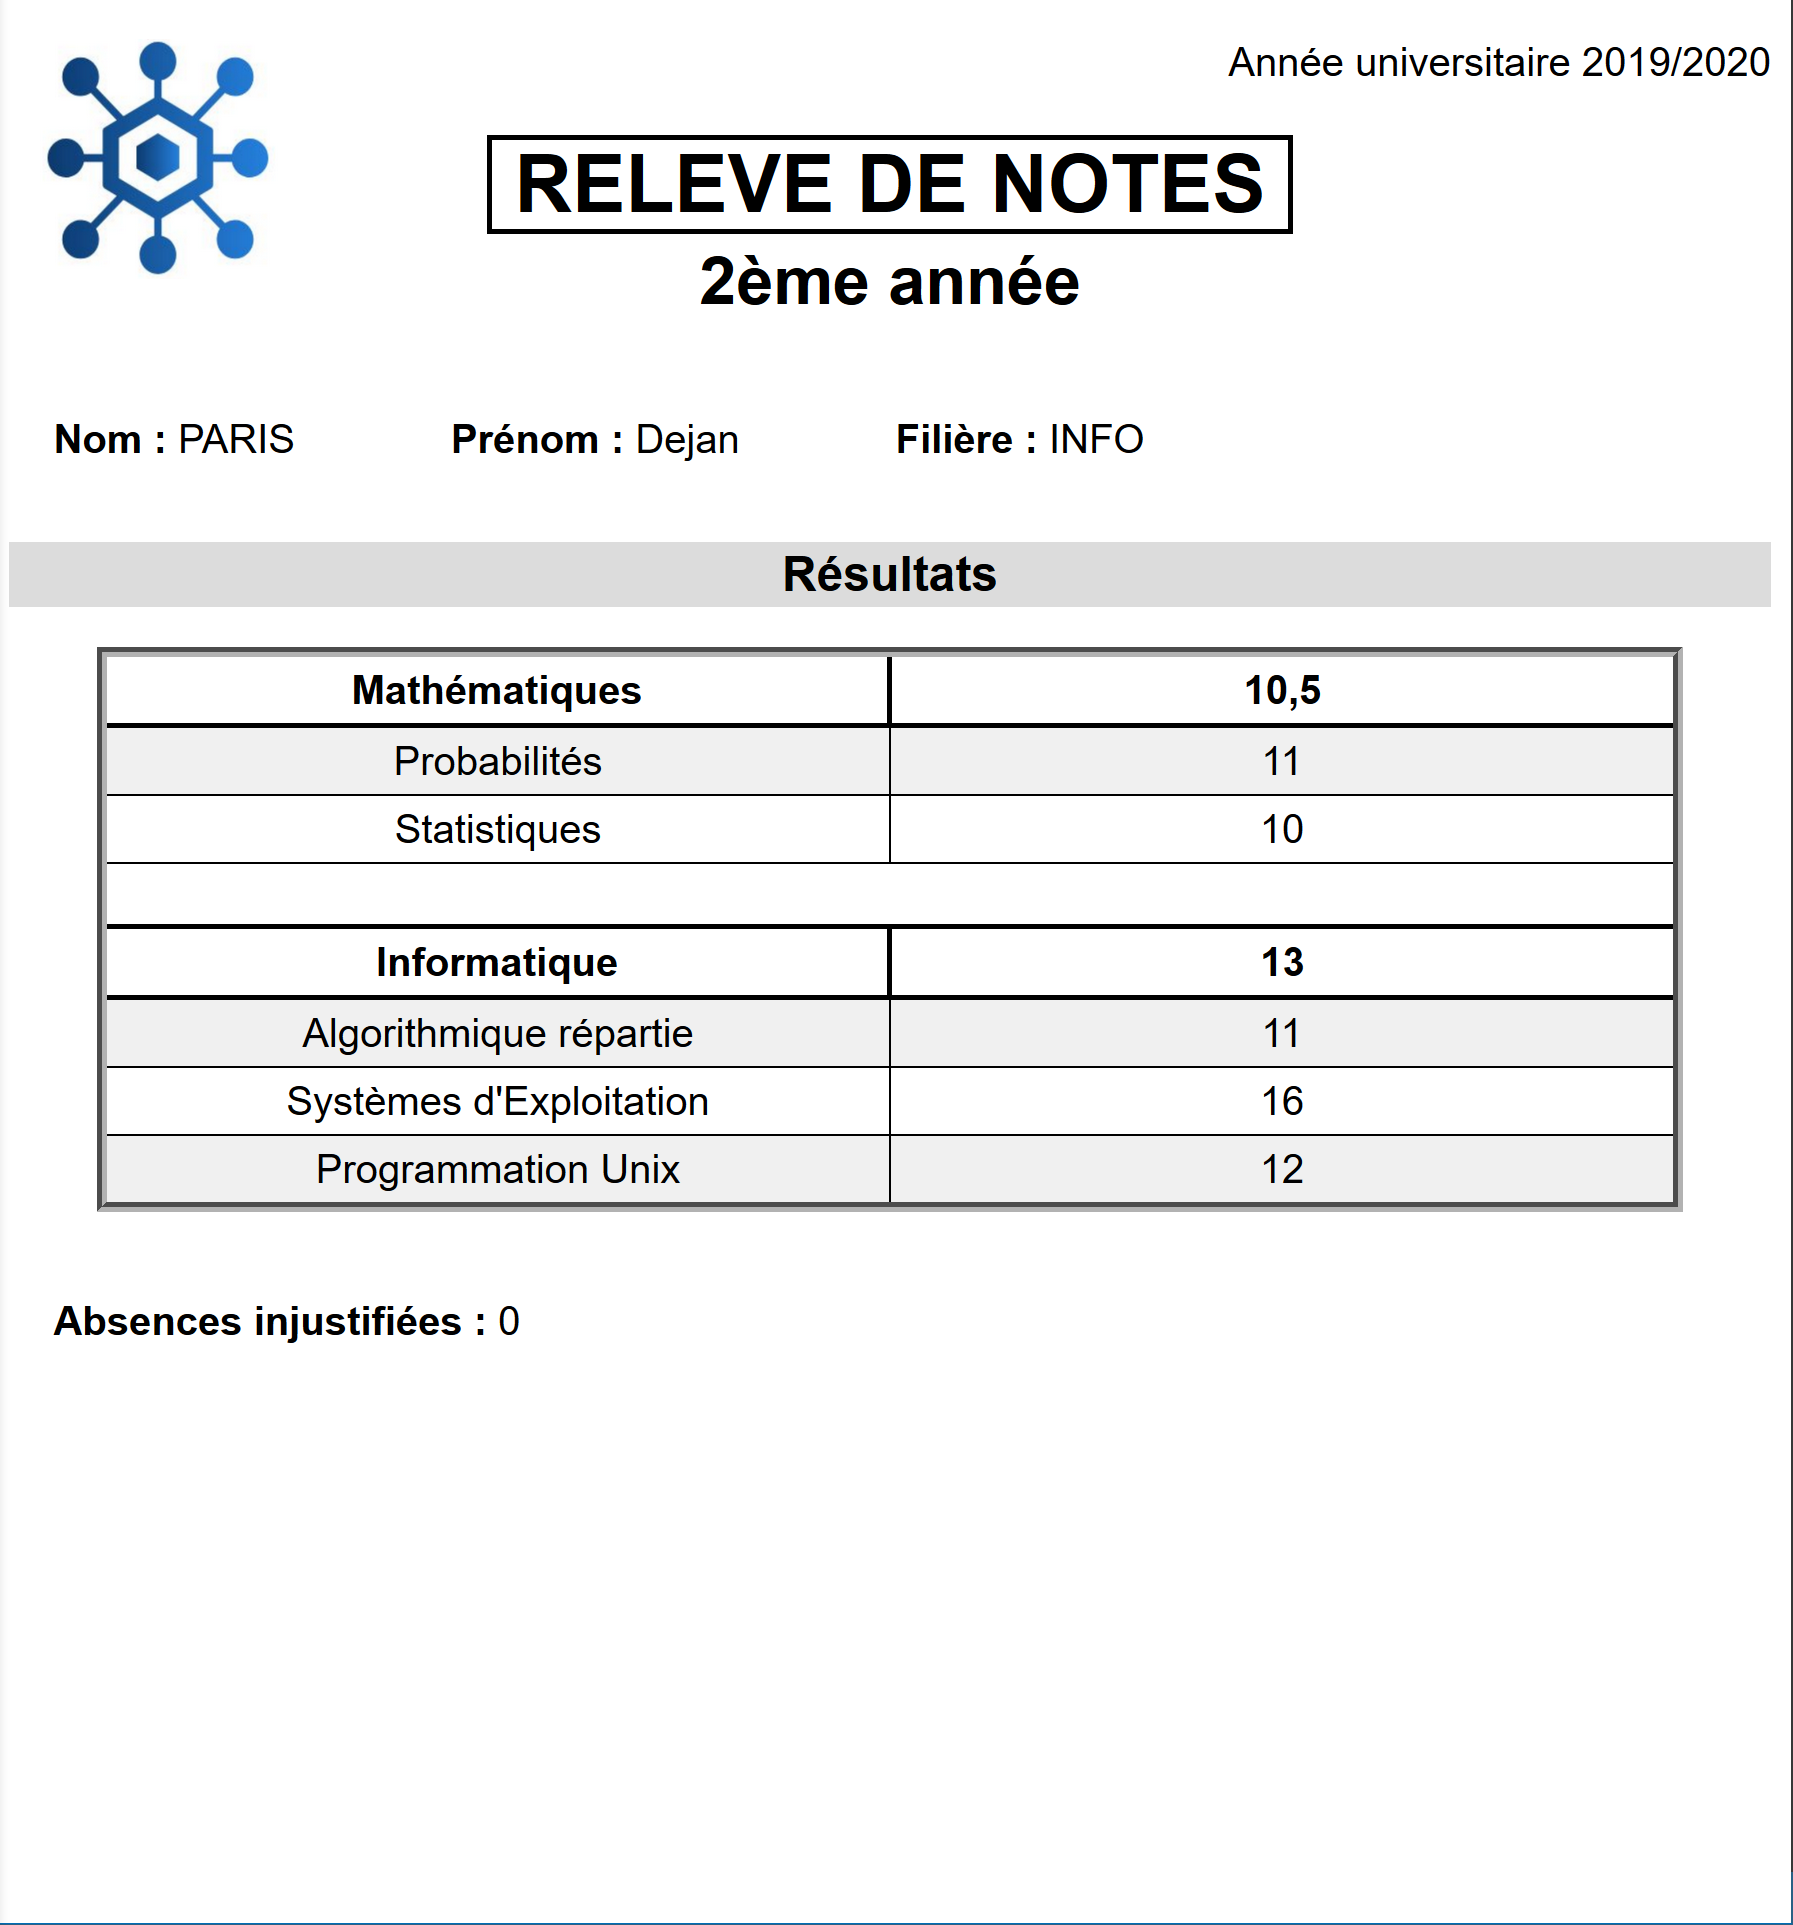 Année universitaire 2019/2020
RELEVE DE NOTES
2ème année
Nom : PARIS Prénom : Dejan Filière : INFO
Résultats
Mathématiques 10,5
Probabilités 11
Statistiques 10
Informatique 13
Algorithmique répartie 11
Systèmes d'Exploitation 16
Programmation Unix 12
Absences injustifiées : 0